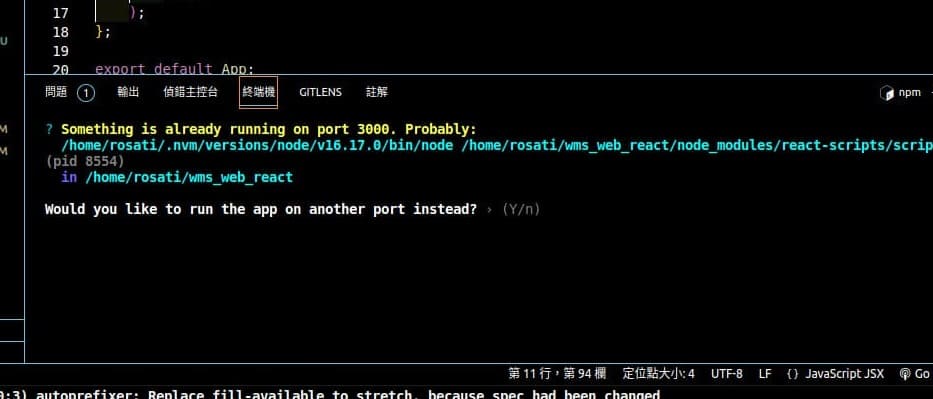 17 );
18 };
19
20 export default App;
U
問題 1 輸出 偵錯主控台 終端機 GITLENS 註解 npm
M
M
? Something is already running on port 3000. Probably:
/home/rosati/.nvm/versions/node/v16.17.0/bin/node /home/rosati/wms_web_react/node_modules/react-scripts/scrip
(pid 8554)
in /home/rosati/wms_web_react
Would you like to run the app on another port instead? › (Y/n)
第 11 行，第 94 欄 定位點大小: 4 UTF-8 LF {} JavaScript JSX Go
0:3) autoprefixer: Replace fill-available to stretch, because spec had been changed